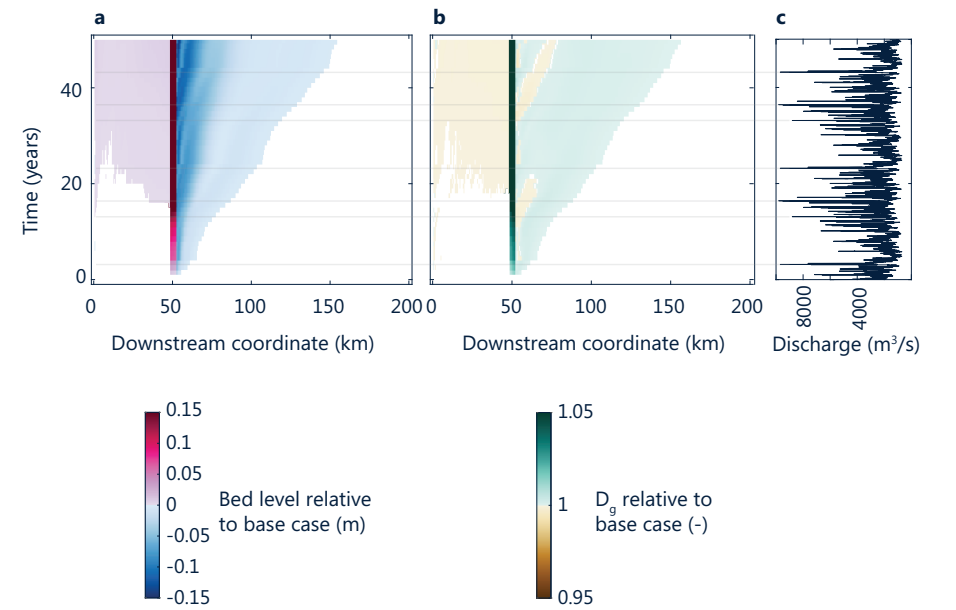 a
b
c
Time (years)
40
20
0
0 50 100 150 200
0 50 100 150 200
8000 4000
Downstream coordinate (km)
Downstream coordinate (km)
Discharge (m³/s)
0.15
0.1
0.05
0
-0.05
-0.1
-0.15
Bed level relative
to base case (m)
1.05
1
0.95
Dg relative to
base case (-)